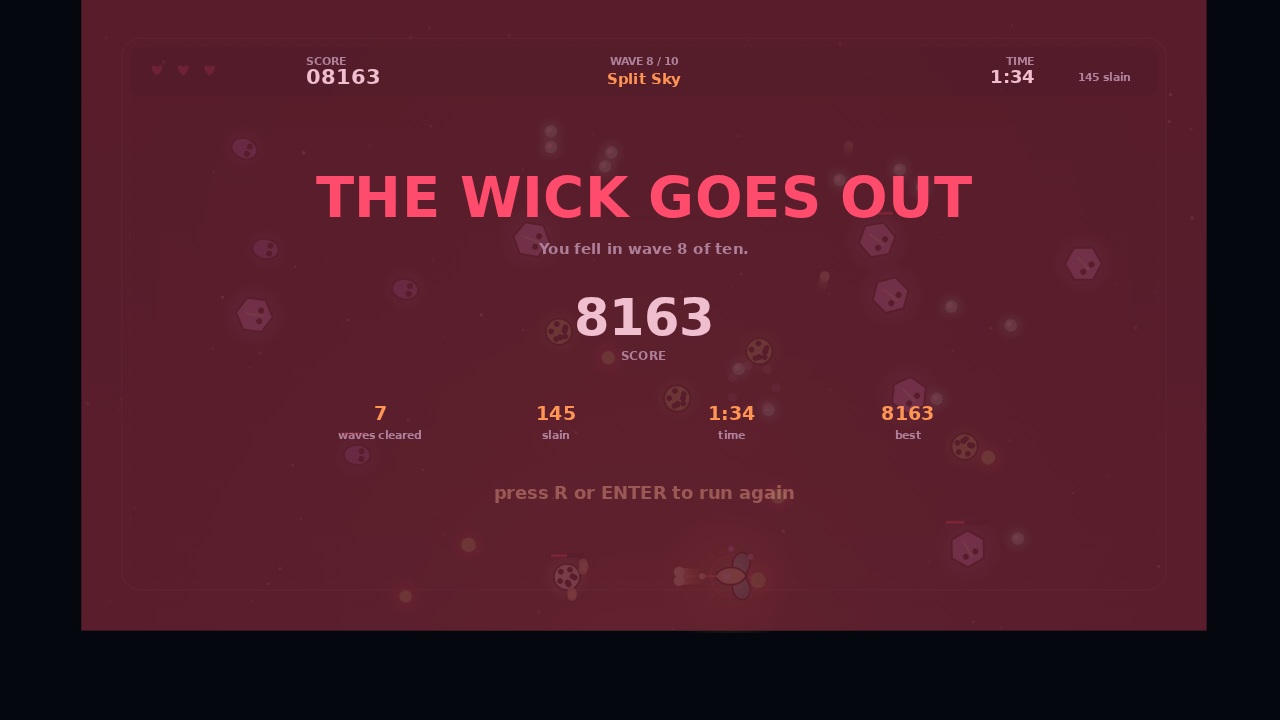 SCORE
08163
WAVE 8 / 10
Split Sky
TIME
1:34
145 slain
THE WICK GOES OUT
You fell in wave 8 of ten.
8163
SCORE
7
waves cleared
145
slain
1:34
time
8163
best
press R or ENTER to run again